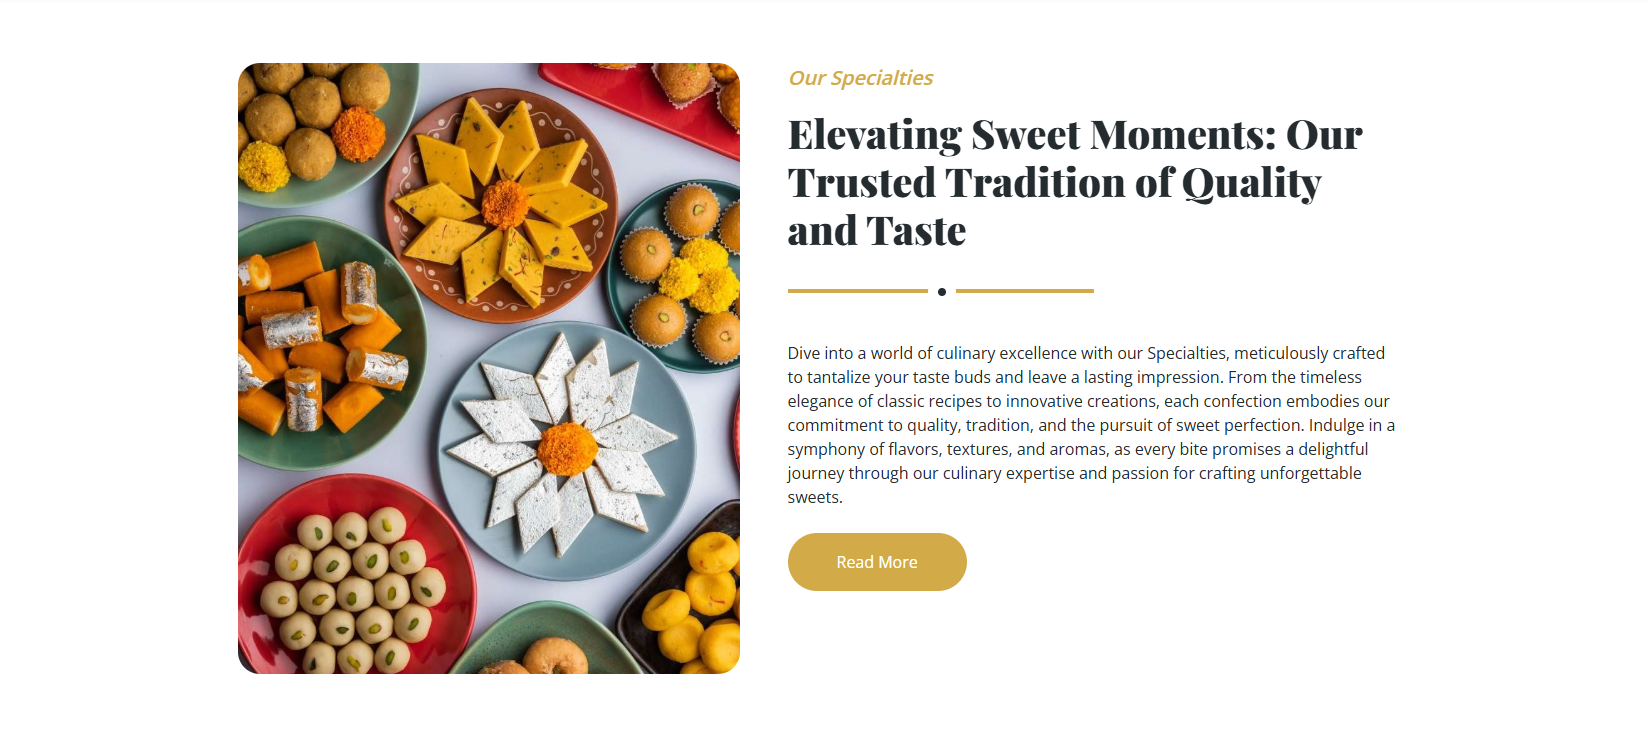 Our Specialties
Elevating Sweet Moments: Our
Trusted Tradition of Quality
and Taste
Dive into a world of culinary excellence with our Specialties, meticulously crafted
to tantalize your taste buds and leave a lasting impression. From the timeless
elegance of classic recipes to innovative creations, each confection embodies our
commitment to quality, tradition, and the pursuit of sweet perfection. Indulge in a
symphony of flavors, textures, and aromas, as every bite promises a delightful
journey through our culinary expertise and passion for crafting unforgettable
sweets.
Read More